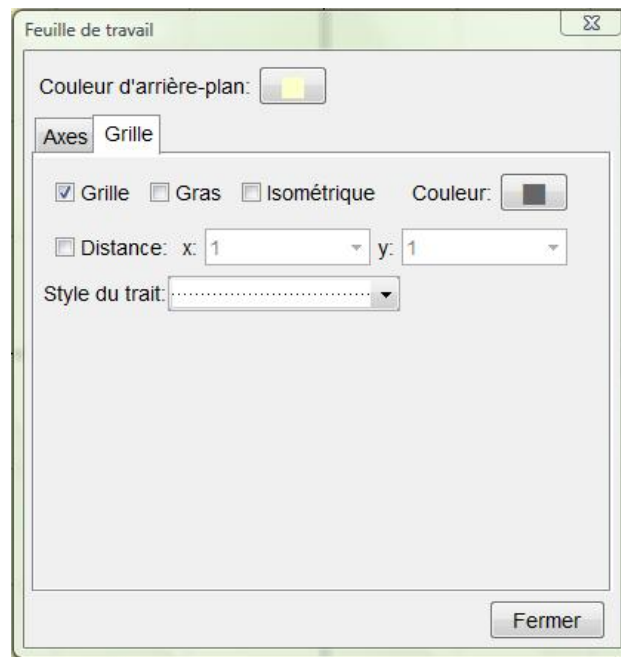 Feuille de travail
Couleur d'arrière-plan:
Axes Grille
Grille Gras Isométrique Couleur:
Distance: x: 1 y: 1
Style du trait:
Fermer